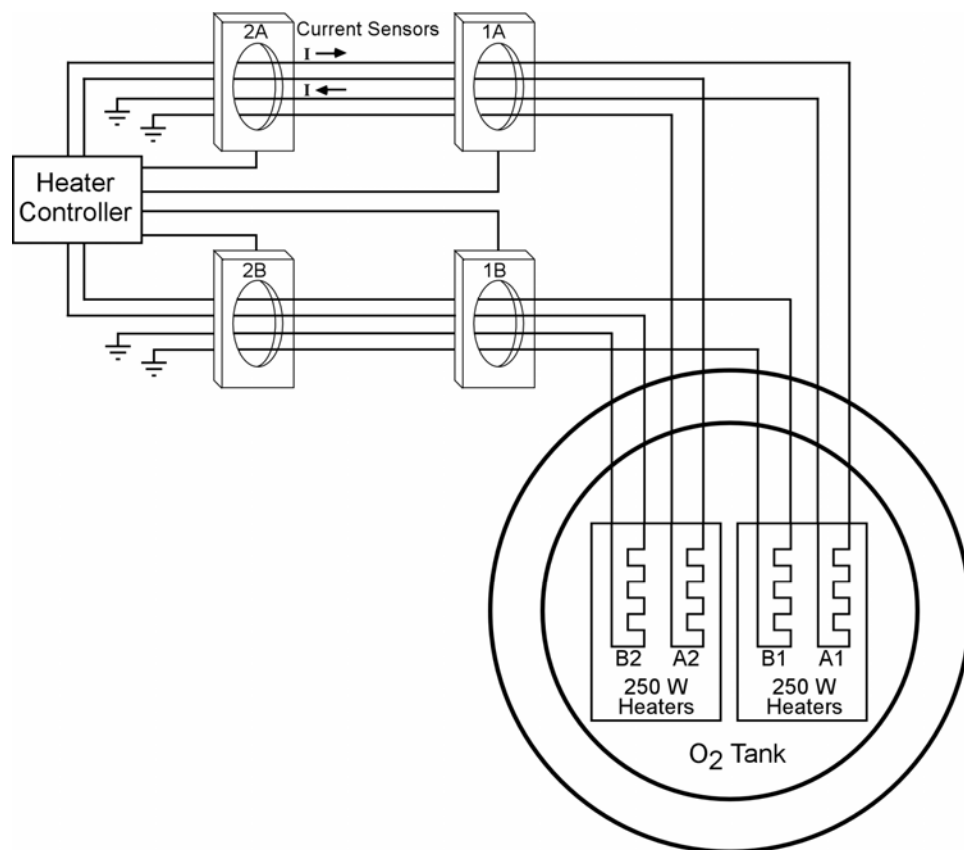 2A
Current Sensors
1A
I
I
Heater
Controller
2B
1B
B2
A2
B1
A1
250 W
Heaters
250 W
Heaters
O2 Tank